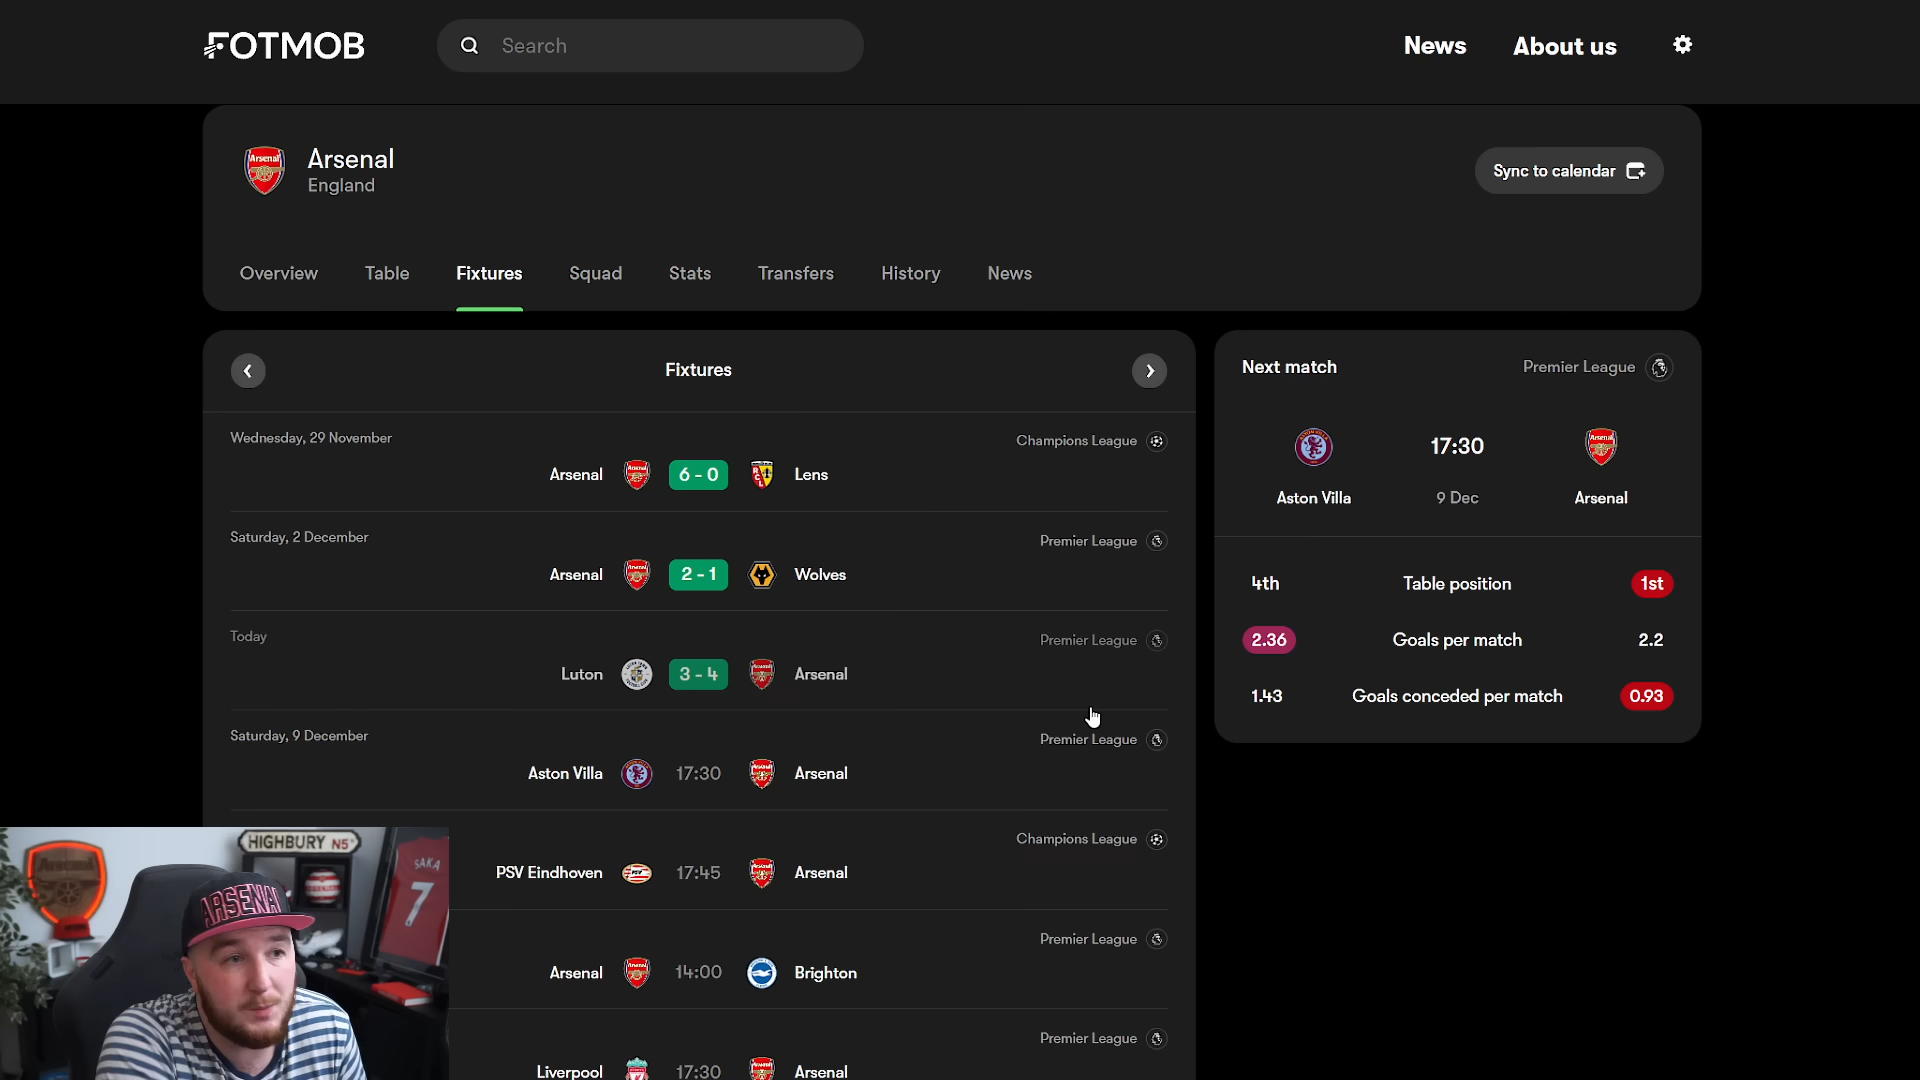 FOTMOB
Search
News
About us
Arsenal
England
Sync to calendar
Overview
Table
Fixtures
Squad
Stats
Transfers
History
News
Fixtures
Wednesday, 29 November
Champions League
Arsenal 6 - 0 Lens
Saturday, 2 December
Premier League
Arsenal 2 - 1 Wolves
Today
Premier League
Luton 3 - 4 Arsenal
Saturday, 9 December
Premier League
Aston Villa 17:30 Arsenal
Champions League
PSV Eindhoven 17:45 Arsenal
Premier League
Arsenal 14:00 Brighton
Premier League
Liverpool 17:30 Arsenal
Next match
Premier League
17:30
Aston Villa 9 Dec Arsenal
4th Table position 1st
2.36 Goals per match 2.2
1.43 Goals conceded per match 0.93
HIGHBURY N5
SAKA
7
Arsenal
ARSENAL